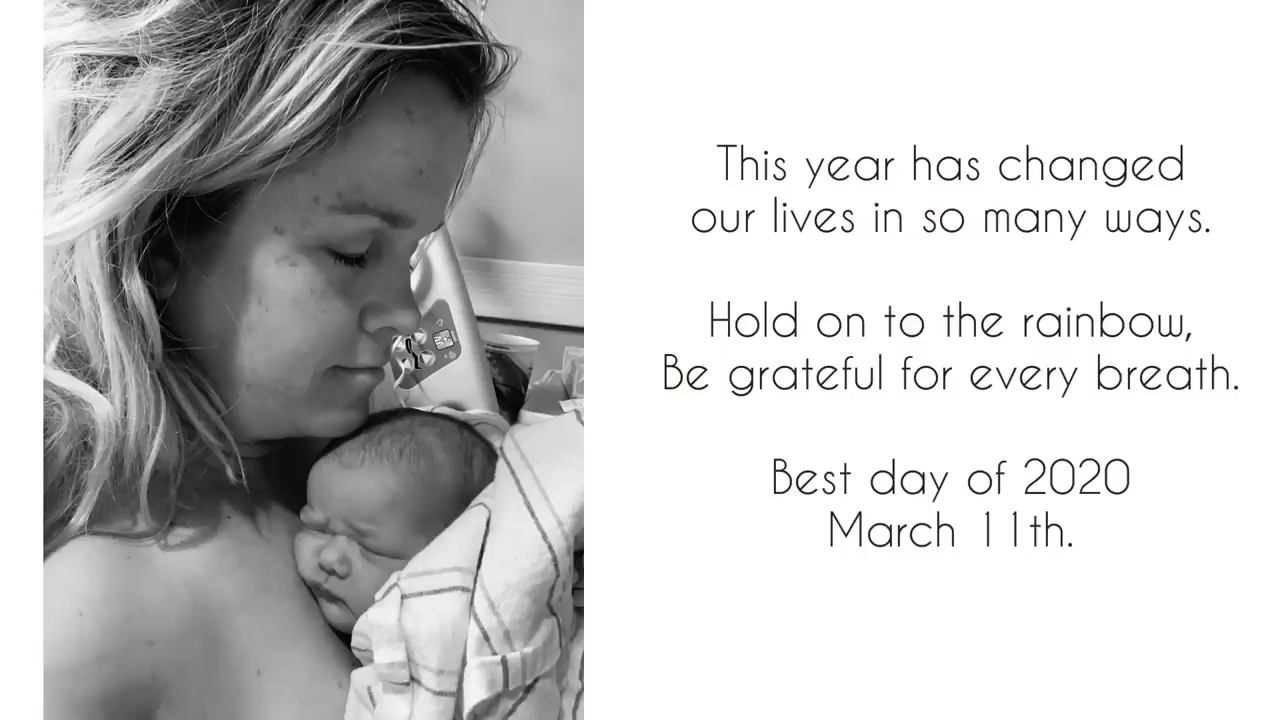 This year has changed
our lives in so many ways.
Hold on to the rainbow,
Be grateful for every breath.
Best day of 2020
March 11th.